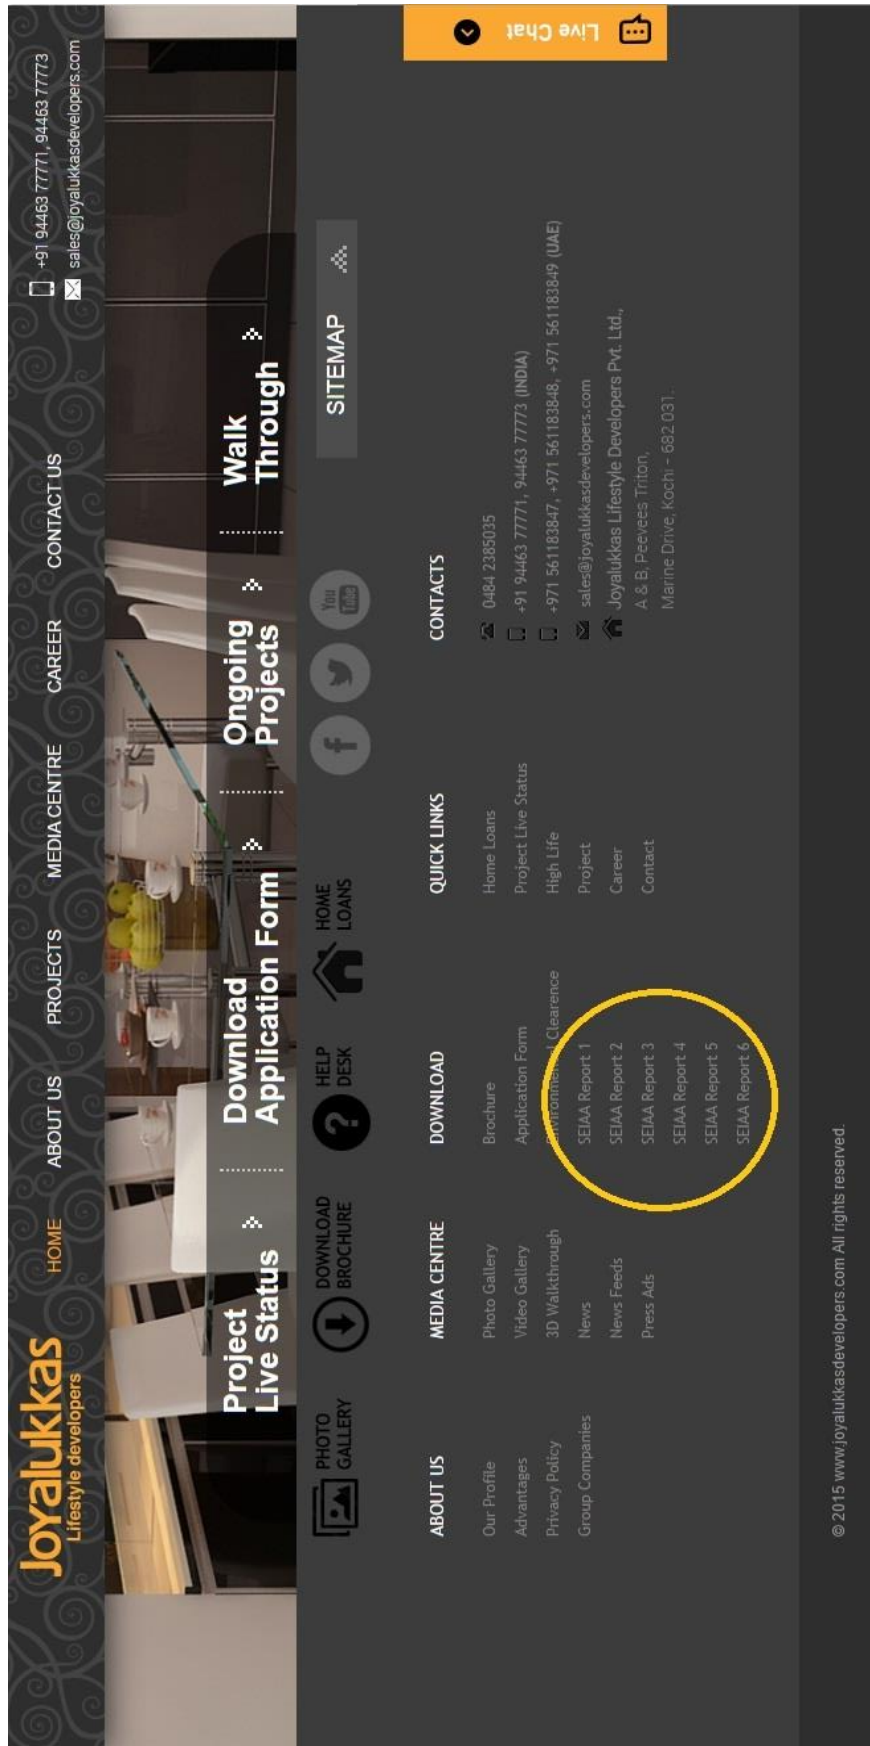 Joyalukkas
Lifestyle developers
HOME
ABOUT US
PROJECTS
MEDIA CENTRE
CAREER
CONTACT US
+91 94463 77771, 94463 77773
sales@joyalukkasdevelopers.com
Project
Live Status
Download
Application Form
Ongoing
Projects
Walk
Through
PHOTO
GALLERY
DOWNLOAD
BROCHURE
HELP
DESK
HOME
LOANS
f
You
Tube
SITEMAP
ABOUT US
Our Profile
Advantages
Privacy Policy
Group Companies
MEDIA CENTRE
Photo Gallery
Video Gallery
3D Walkthrough
News
News Feeds
Press Ads
DOWNLOAD
Brochure
Application Form
Environmental Clearence
SEIAA Report 1
SEIAA Report 2
SEIAA Report 3
SEIAA Report 4
SEIAA Report 5
SEIAA Report 6
QUICK LINKS
Home Loans
Project Live Status
High Life
Project
Career
Contact
CONTACTS
0484 2385035
+91 94463 77771, 94463 77773 (INDIA)
+971 561183847, +971 561183848, +971 561183849 (UAE)
sales@joyalukkasdevelopers.com
Joyalukkas Lifestyle Developers Pvt. Ltd.,
A & B, Peevees Triton,
Marine Drive, Kochi - 682 031.
Live Chat
© 2015 www.joyalukkasdevelopers.com All rights reserved.